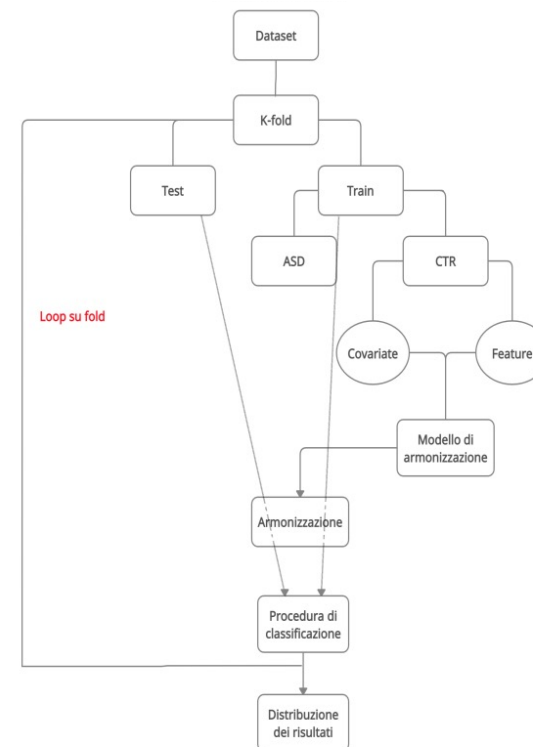 Dataset
K-fold
Test
Train
ASD
CTR
Loop su fold
Covariate
Feature
Modello di
armonizzazione
Armonizzazione
Procedura di
classificazione
Distribuzione
dei risultati